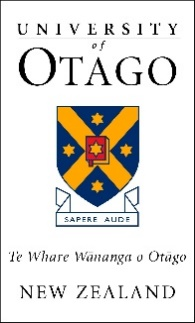 UNIVERSITY
of
OTAGO
SAPERE AUDE
Te Whare Wānanga o Otāgo
NEW ZEALAND